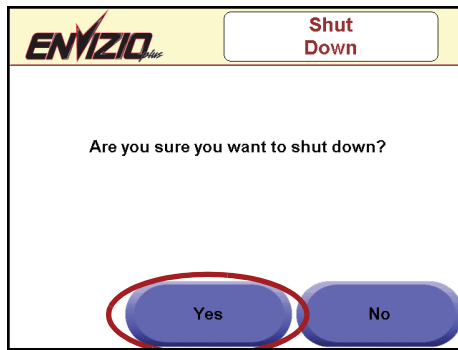 ENVIZIO plus
Shut
Down
Are you sure you want to shut down?
Yes
No